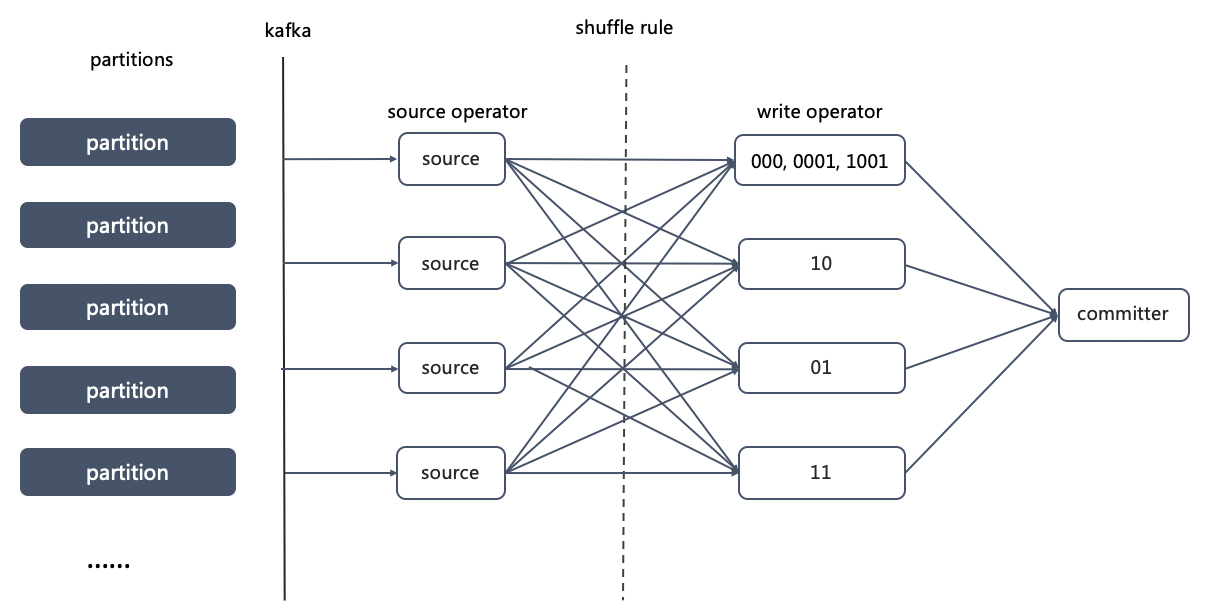 partitions
kafka
shuffle rule
source operator
write operator
partition
partition
partition
partition
partition
......
source
source
source
source
000, 0001, 1001
10
01
11
committer